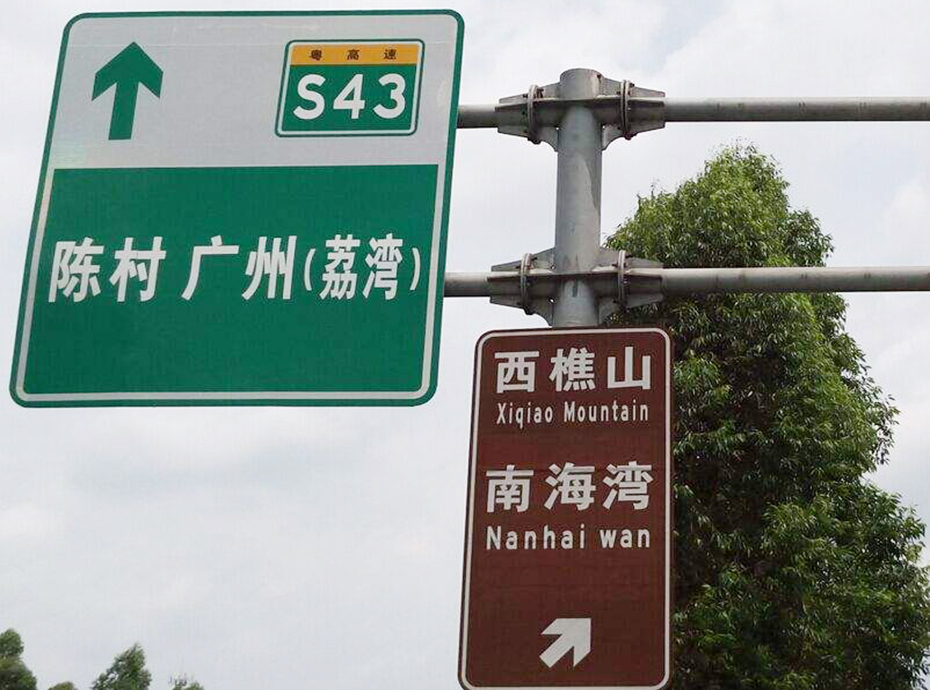 粤高速
S43
陈村 广州(荔湾)
西樵山
Xiqiao Mountain
南海湾
Nanhai wan